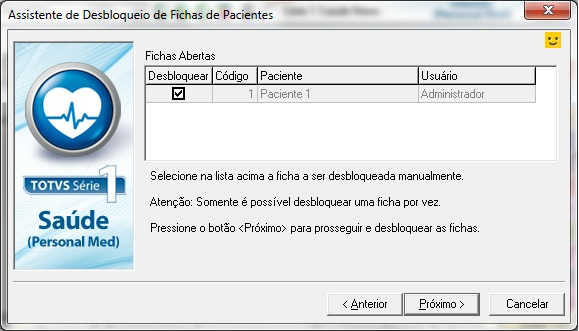 Assistente de Desbloqueio de Fichas de Pacientes
Fichas Abertas
Desbloquear Código Paciente Usuário
1 Paciente 1 Administrador
TOTVS Série 1
Saúde
(Personal Med)
Selecione na lista acima a ficha a ser desbloqueada manualmente.
Atenção: Somente é possível desbloquear uma ficha por vez.
Pressione o botão <Próximo> para prosseguir e desbloquear as fichas.
< Anterior
Próximo >
Cancelar